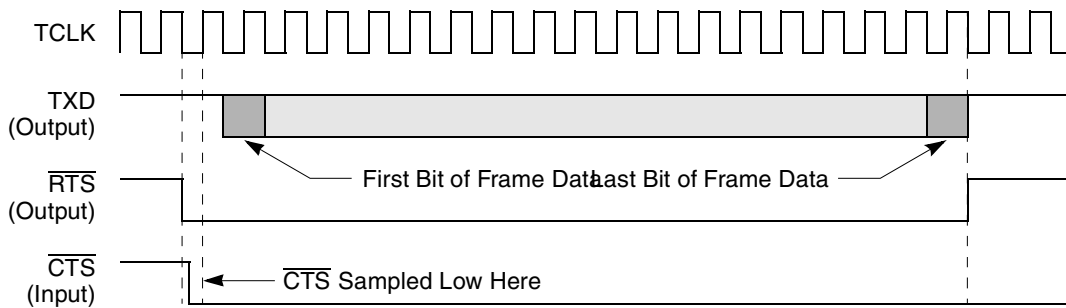 TCLK
TXD
(Output)
First Bit of Frame Data
Last Bit of Frame Data
RTS
(Output)
CTS
(Input)
CTS Sampled Low Here